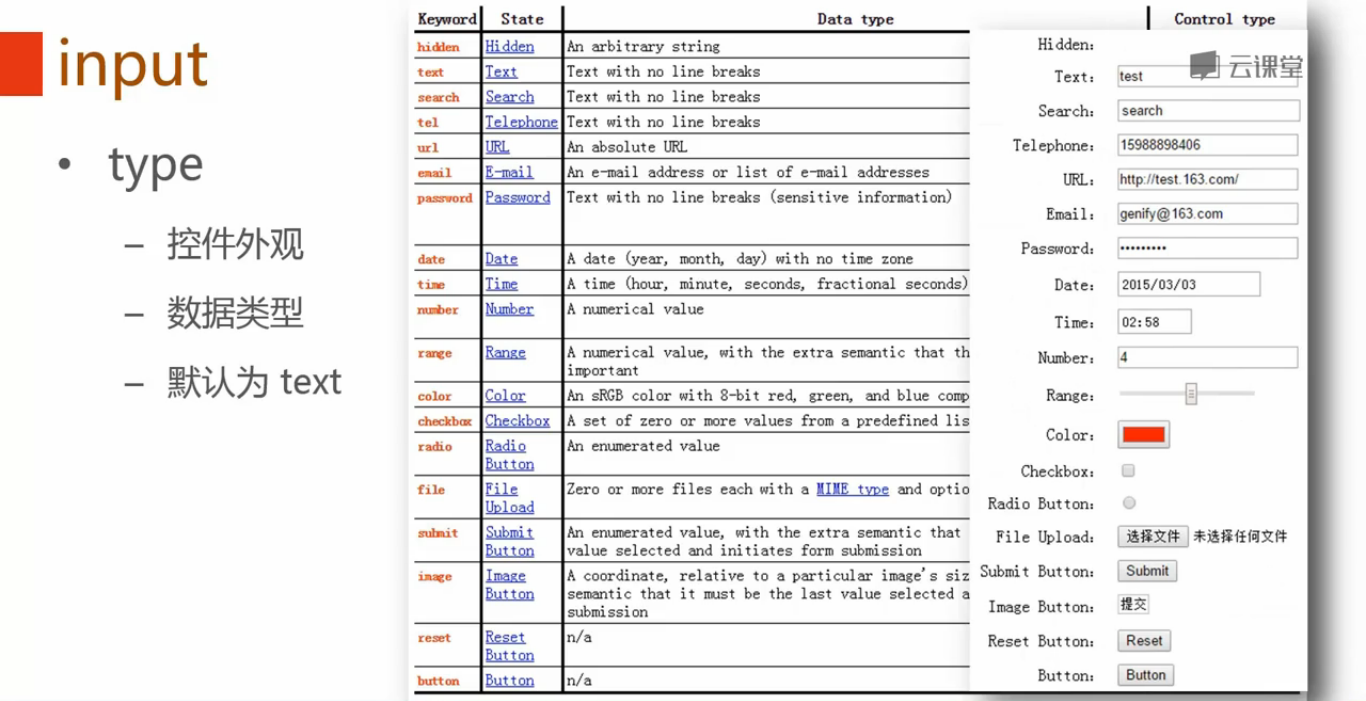 input
• type
– 控件外观
– 数据类型
– 默认为 text
Keyword State Data type Control type
hidden Hidden An arbitrary string
text Text Text with no line breaks
search Search Text with no line breaks
tel Telephone Text with no line breaks
url URL An absolute URL
email E-mail An e-mail address or list of e-mail addresses
password Password Text with no line breaks (sensitive information)
date Date A date (year, month, day) with no time zone
time Time A time (hour, minute, seconds, fractional seconds)
number Number A numerical value
range Range A numerical value, with the extra semantic that th
important
color Color An sRGB color with 8-bit red, green, and blue comp
checkbox Checkbox A set of zero or more values from a predefined lis
radio Radio An enumerated value
Button
file File Zero or more files each with a MIME type and optio
Upload
submit Submit An enumerated value, with the extra semantic that
Button value selected and initiates form submission
image Image A coordinate, relative to a particular image's siz
Button semantic that it must be the last value selected a
submission
reset Reset n/a
Button
button Button n/a
云课堂
Hidden:
Text: test
Search: search
Telephone: 15988898406
URL: http://test.163.com/
Email: genify@163.com
Password: •••••••••
Date: 2015/03/03
Time: 02:58
Number: 4
Range:
Color:
Checkbox:
Radio Button:
File Upload: 选择文件 未选择任何文件
Submit Button: Submit
Image Button: 提交
Reset Button: Reset
Button: Button